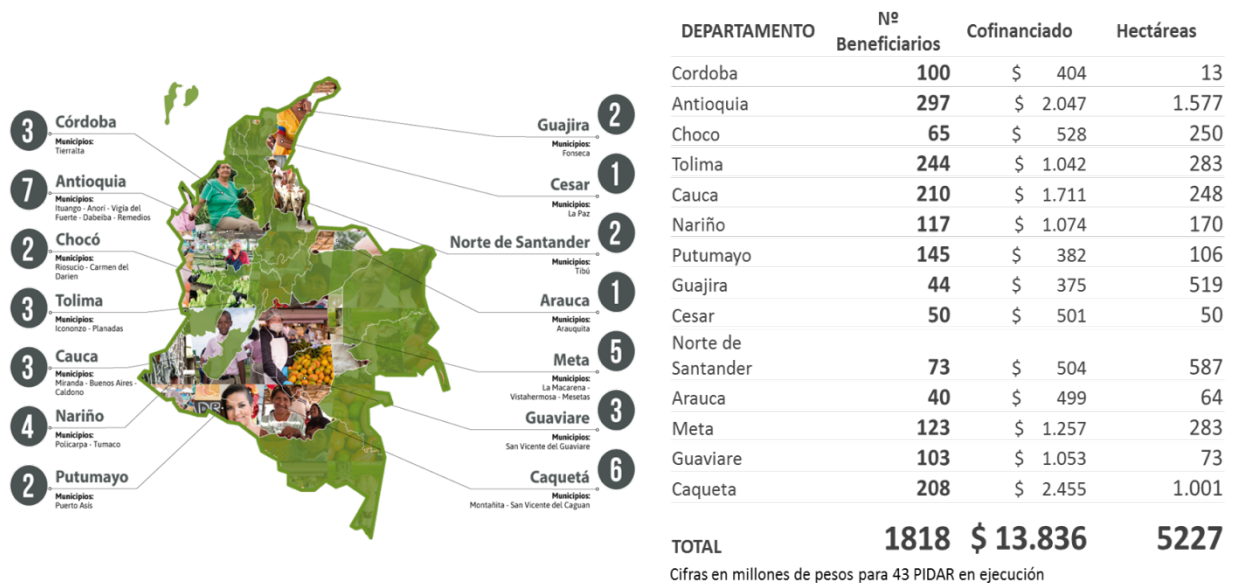 3
Córdoba
Municipios:
Tierralta
7
Antioquia
Municipios:
Ituango - Anorí - Vigía del
Fuerte - Dabeiba - Remedios
2
Chocó
Municipios:
Riosucio - Carmen del
Darien
3
Tolima
Municipios:
Icononzo - Planadas
3
Cauca
Municipios:
Miranda - Buenos Aires -
Caldono
4
Nariño
Municipios:
Policarpa - Tumaco
2
Putumayo
Municipios:
Puerto Asis
Guajira
2
Municipios:
Fonseca
Cesar
1
Municipios:
La Paz
Norte de Santander
2
Municipios:
Tibú
Arauca
1
Municipios:
Arauquita
Meta
5
Municipios:
La Macarena -
Vistahermosa - Mesetas
Guaviare
3
Municipios:
San Vicente del Guaviare
Caquetá
6
Municipios:
Montañita - San Vicente del Caguan
DEPARTAMENTO Nº Beneficiarios Cofinanciado Hectáreas
Cordoba 100 $ 404 13
Antioquia 297 $ 2.047 1.577
Choco 65 $ 528 250
Tolima 244 $ 1.042 283
Cauca 210 $ 1.711 248
Nariño 117 $ 1.074 170
Putumayo 145 $ 382 106
Guajira 44 $ 375 519
Cesar 50 $ 501 50
Norte de
Santander 73 $ 504 587
Arauca 40 $ 499 64
Meta 123 $ 1.257 283
Guaviare 103 $ 1.053 73
Caqueta 208 $ 2.455 1.001
TOTAL 1818 $ 13.836 5227
Cifras en millones de pesos para 43 PIDAR en ejecución